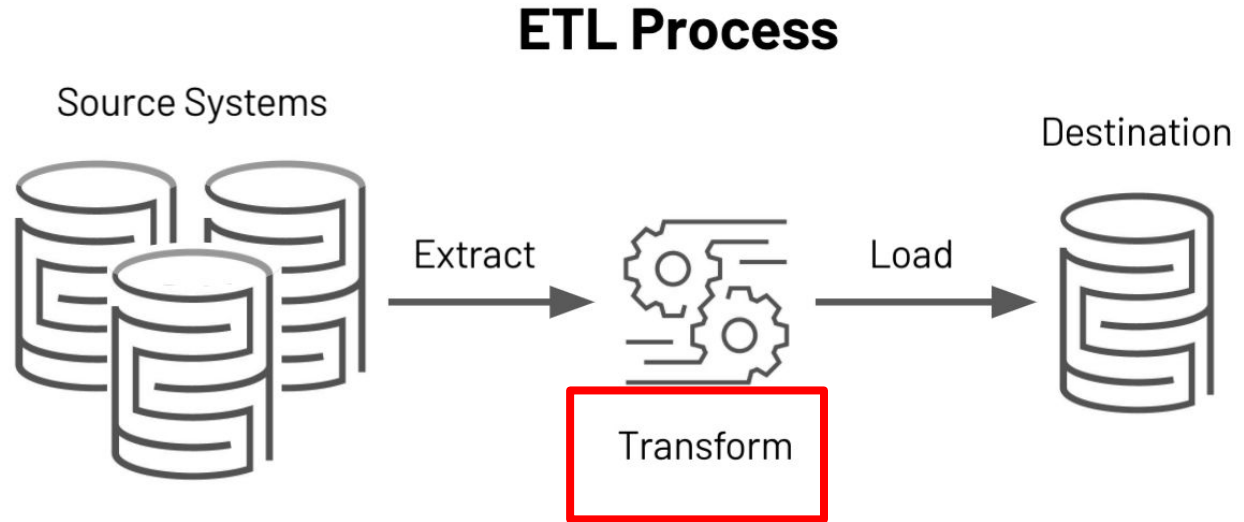 ETL Process
Source Systems
Destination
Extract
Load
Transform